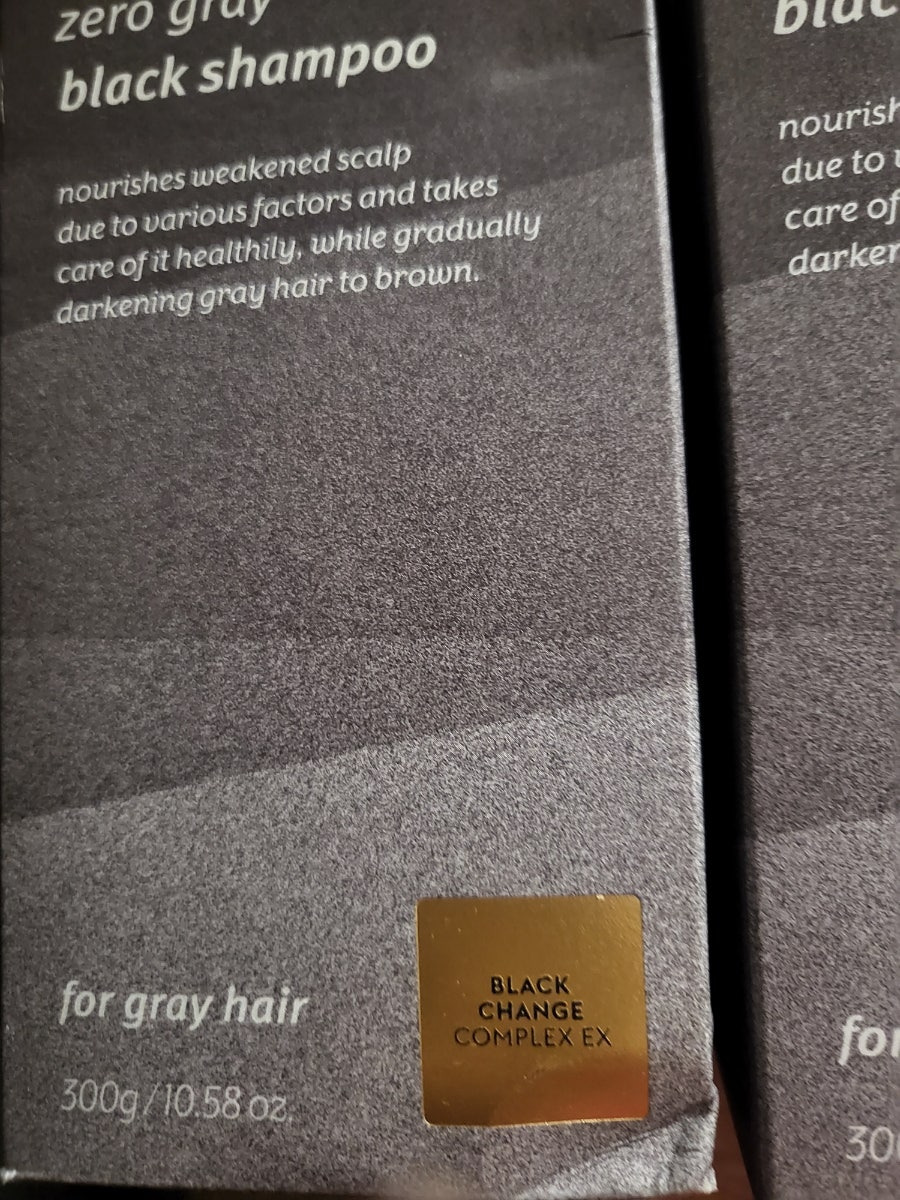 zero gray
black shampoo
nourishes weakened scalp
due to various factors and takes
care of it healthily, while gradually
darkening gray hair to brown.
for gray hair
300g/10.58 oz
BLACK
CHANGE
COMPLEX EX
due to
care of